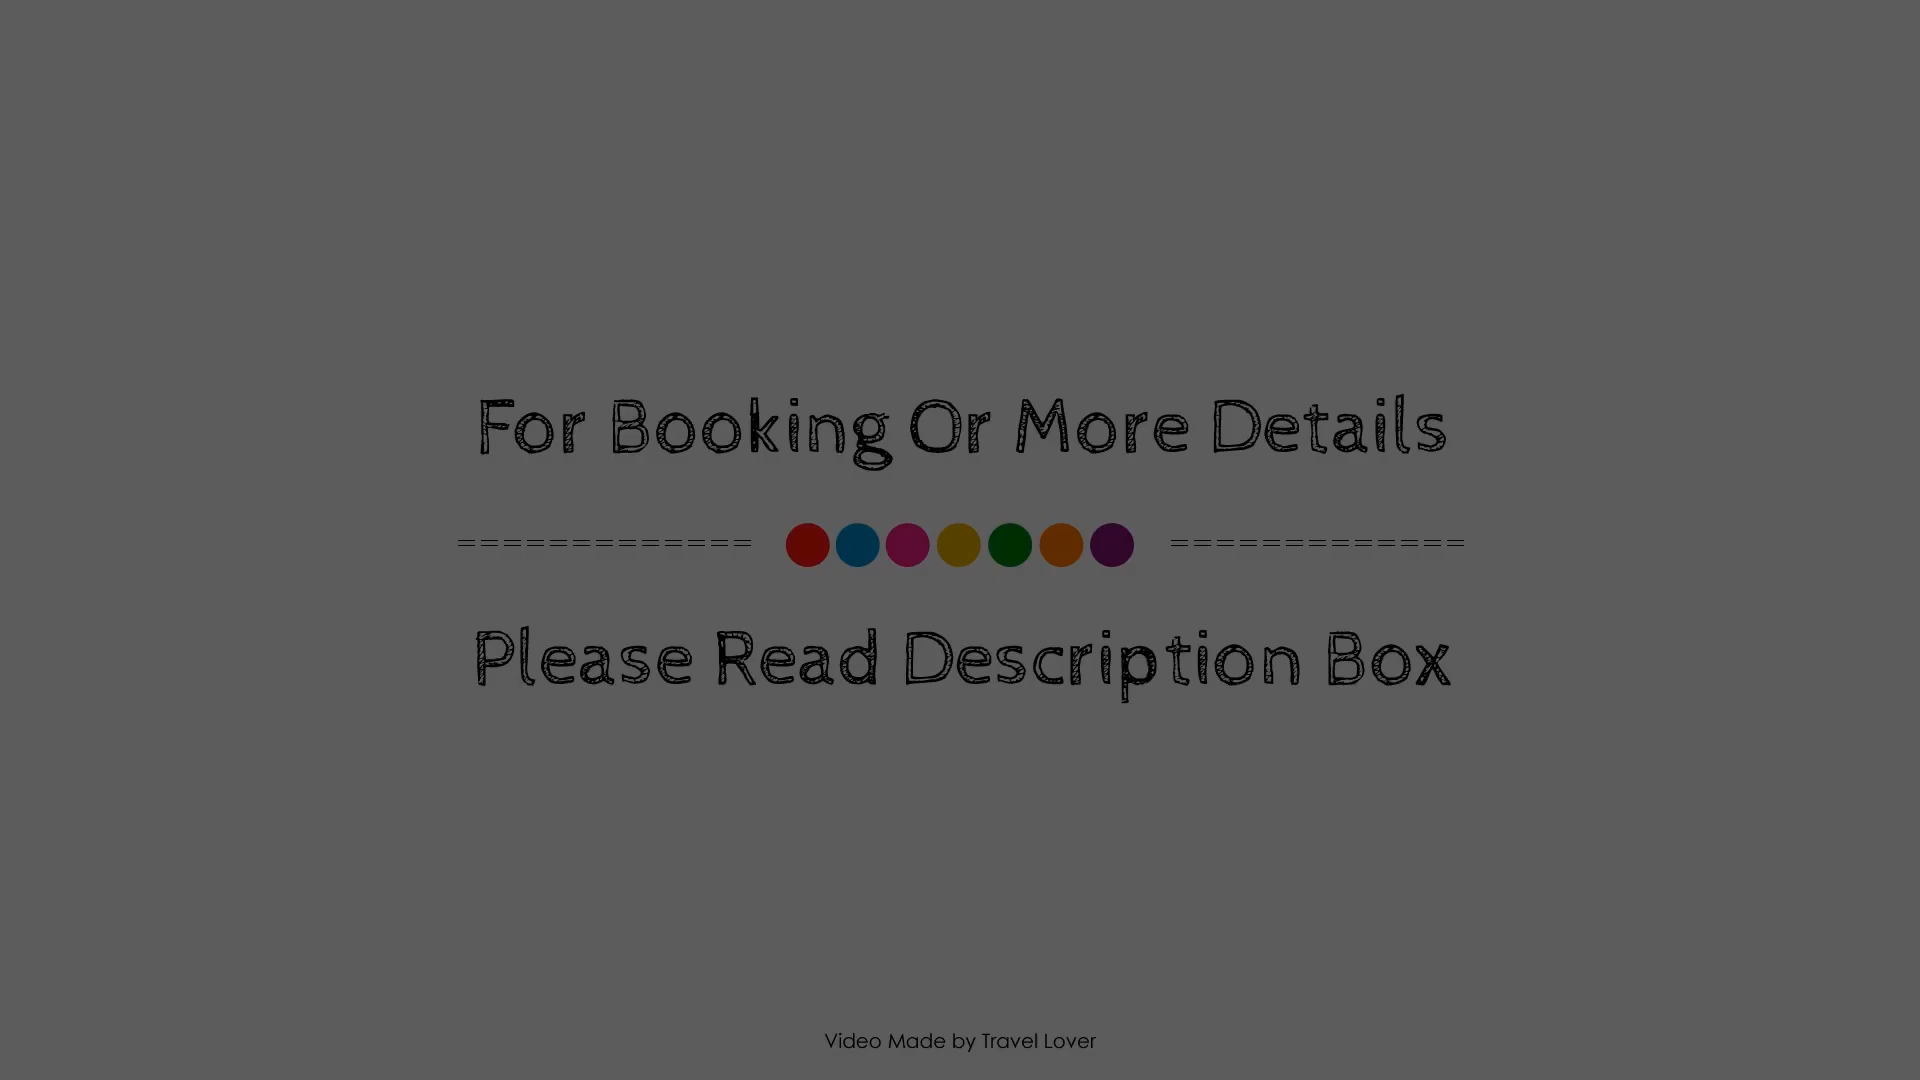 For Booking Or More Details
============= =============
Please Read Description Box
Video Made by Travel Lover